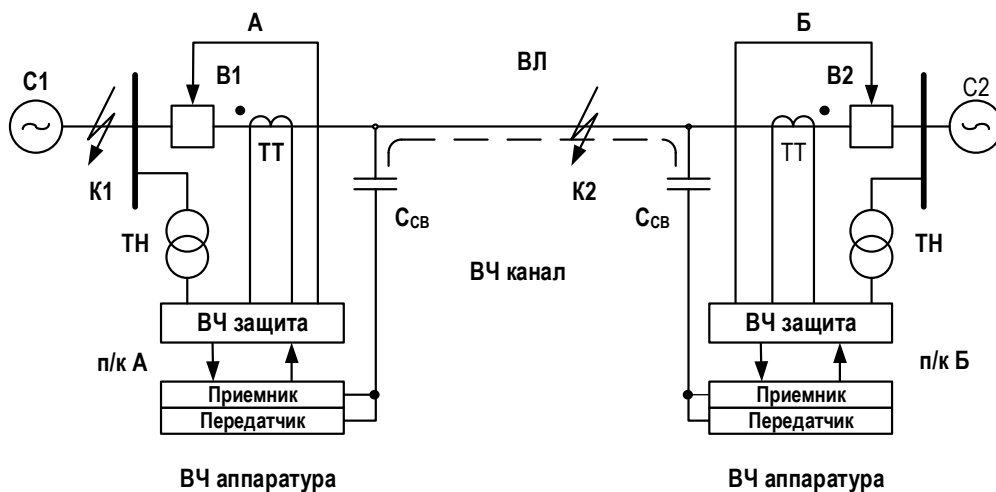 А
Б
ВЛ
С1
В1
В2
С2
ТТ
ТТ
К1
К2
ССВ
ССВ
ТН
ТН
ВЧ канал
ВЧ защита
ВЧ защита
п/к А
п/к Б
Приемник
Приемник
Передатчик
Передатчик
ВЧ аппаратура
ВЧ аппаратура